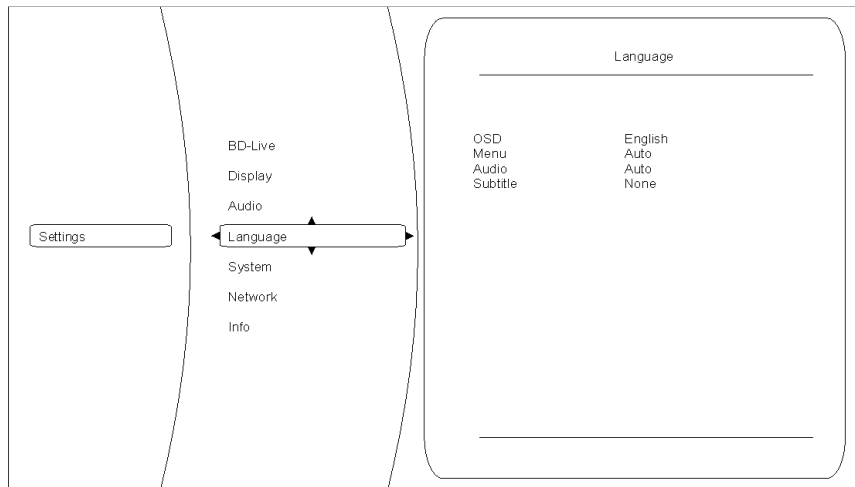 Settings
BD-Live
Display
Audio
Language
System
Network
Info
Language
OSD English
Menu Auto
Audio Auto
Subtitle None